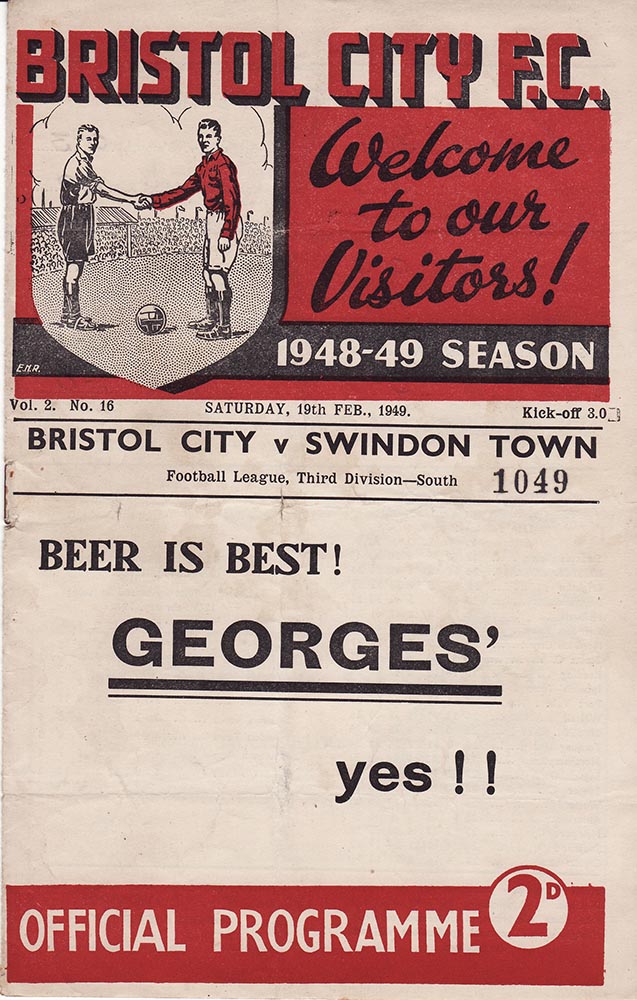 BRISTOL CITY F.C.
Welcome
to our
Visitors!
1948-49 SEASON
E.N.R.
Vol. 2. No. 16 SATURDAY, 19th FEB., 1949. Kick-off 3.0
BRISTOL CITY v SWINDON TOWN
Football League, Third Division—South 1049
BEER IS BEST!
GEORGES'
yes!!
OFFICIAL PROGRAMME 2D